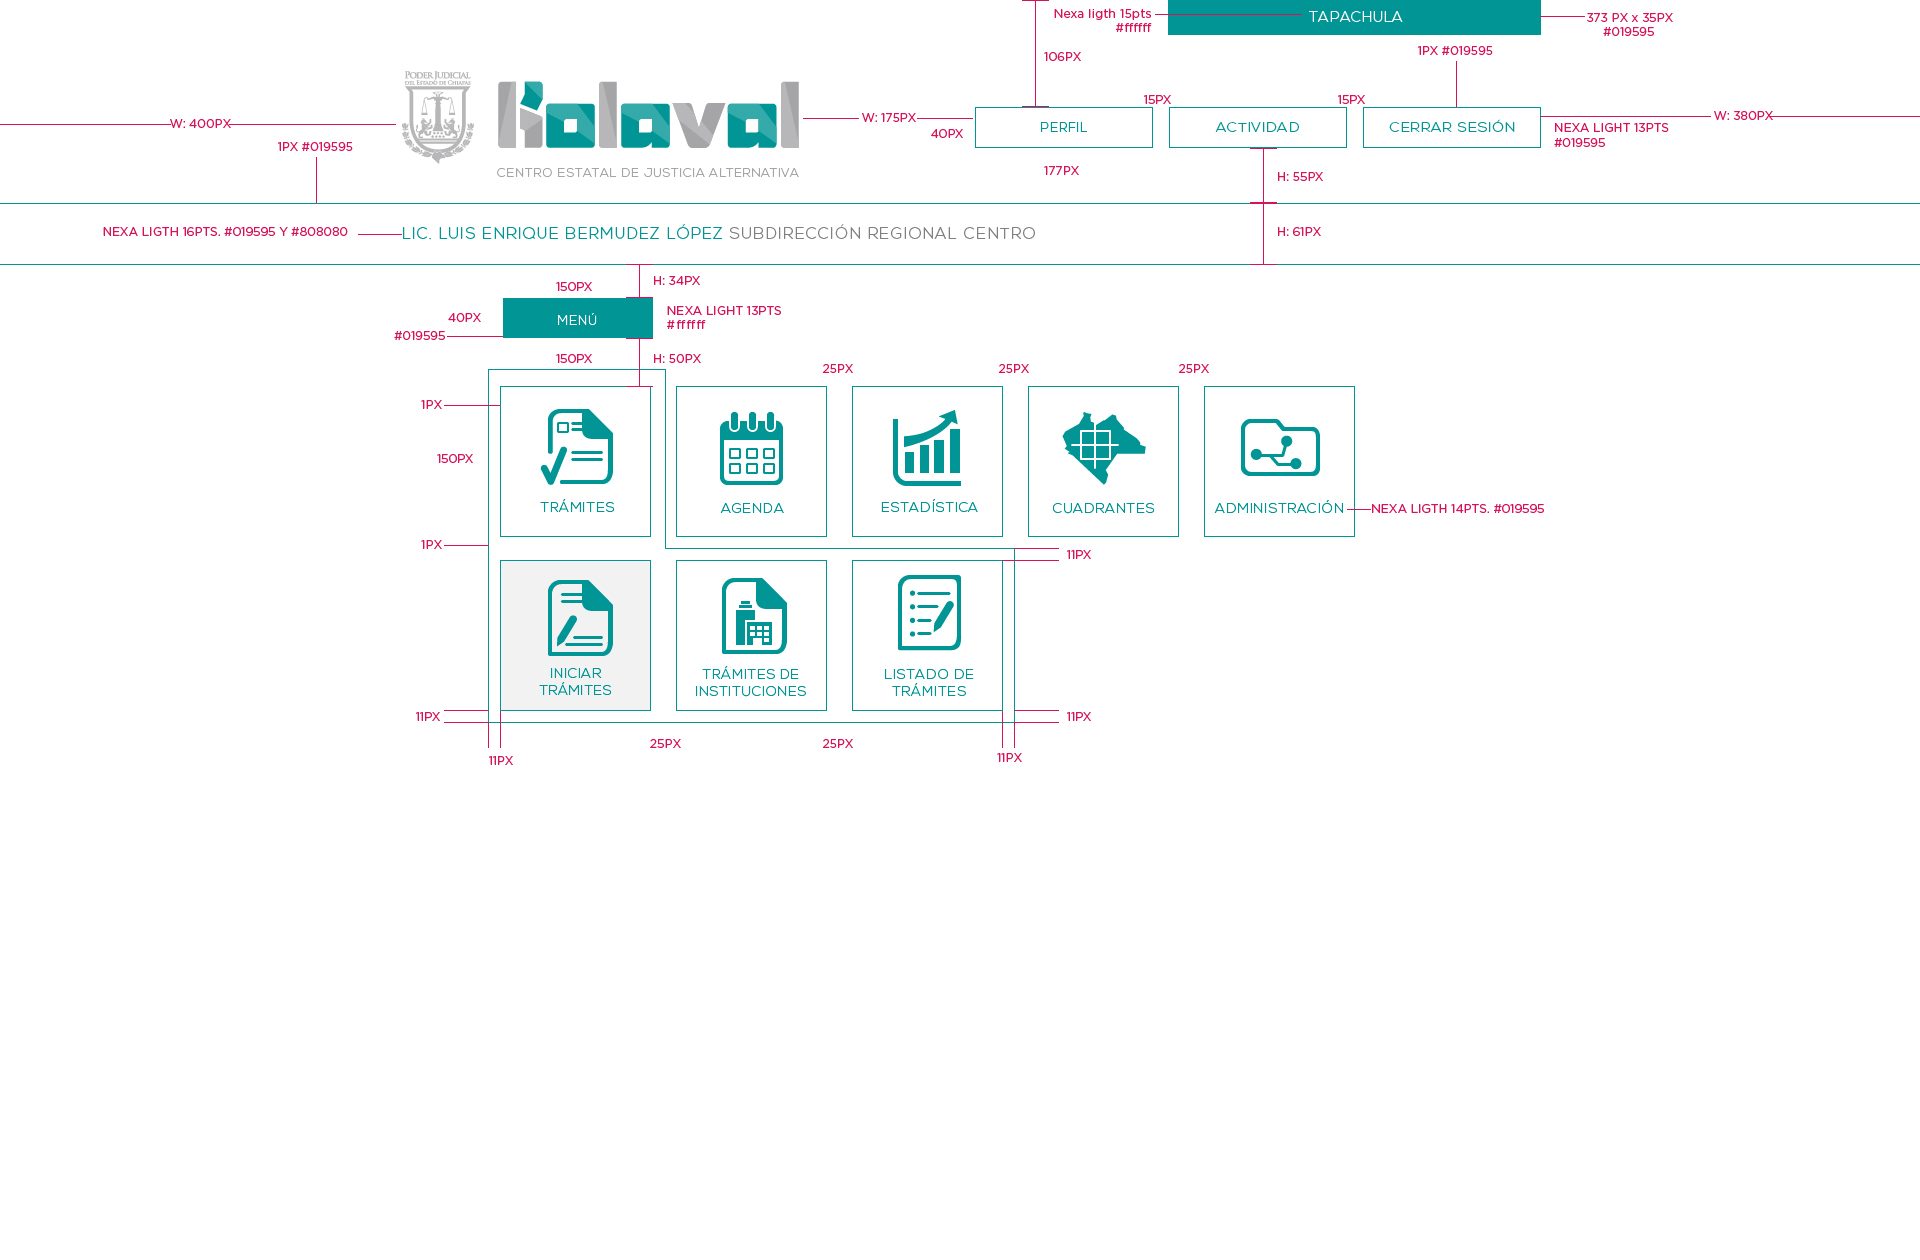 Nexa ligth 15pts
#ffffff
TAPACHULA
373 PX x 35PX
#019595
106PX
1PX #019595
PODER JUDICIAL
DEL ESTADO DE CHIAPAS
k'olaval
CENTRO ESTATAL DE JUSTICIA ALTERNATIVA
W: 400PX
1PX #019595
W: 175PX
40PX
15PX
15PX
PERFIL
ACTIVIDAD
CERRAR SESIÓN
W: 380PX
NEXA LIGHT 13PTS
#019595
177PX
H: 55PX
NEXA LIGTH 16PTS. #019595 Y #808080
LIC. LUIS ENRIQUE BERMUDEZ LÓPEZ SUBDIRECCIÓN REGIONAL CENTRO
H: 61PX
150PX
H: 34PX
40PX
#019595
MENÚ
NEXA LIGHT 13PTS
#ffffff
150PX
H: 50PX
25PX
25PX
25PX
1PX
150PX
TRÁMITES
AGENDA
ESTADÍSTICA
CUADRANTES
ADMINISTRACIÓN
NEXA LIGTH 14PTS. #019595
1PX
11PX
INICIAR
TRÁMITES
TRÁMITES DE
INSTITUCIONES
LISTADO DE
TRÁMITES
11PX
11PX
25PX
25PX
11PX
11PX